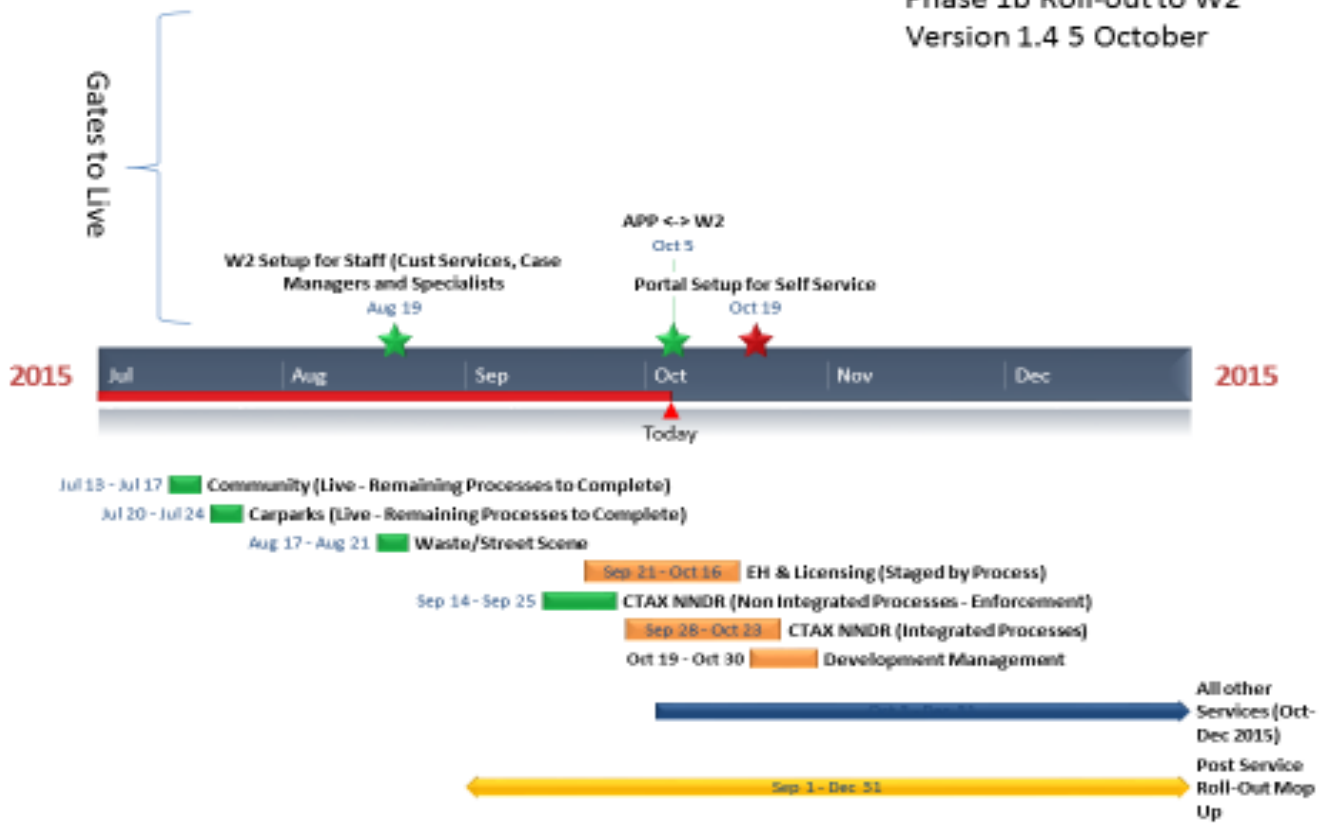 Phase 1b Roll-out to W2
Version 1.4 5 October
Gates to Live
APP <-> W2
Oct 5
W2 Setup for Staff (Cust Services, Case
Managers and Specialists
Aug 19
Portal Setup for Self Service
Oct 19
2015
Jul
Aug
Sep
Oct
Nov
Dec
2015
Today
Jul 13 - Jul 17
Community (Live - Remaining Processes to Complete)
Jul 20 - Jul 24
Carparks (Live - Remaining Processes to Complete)
Aug 17 - Aug 21
Waste/Street Scene
Sep 21 - Oct 16
EH & Licensing (Staged by Process)
Sep 14 - Sep 25
CTAX NNDR (Non Integrated Processes - Enforcement)
Sep 28 - Oct 23
CTAX NNDR (Integrated Processes)
Oct 19 - Oct 30
Development Management
All other
Services (Oct-
Dec 2015)
Sep 1 - Dec 31
Post Service
Roll-Out Mop
Up